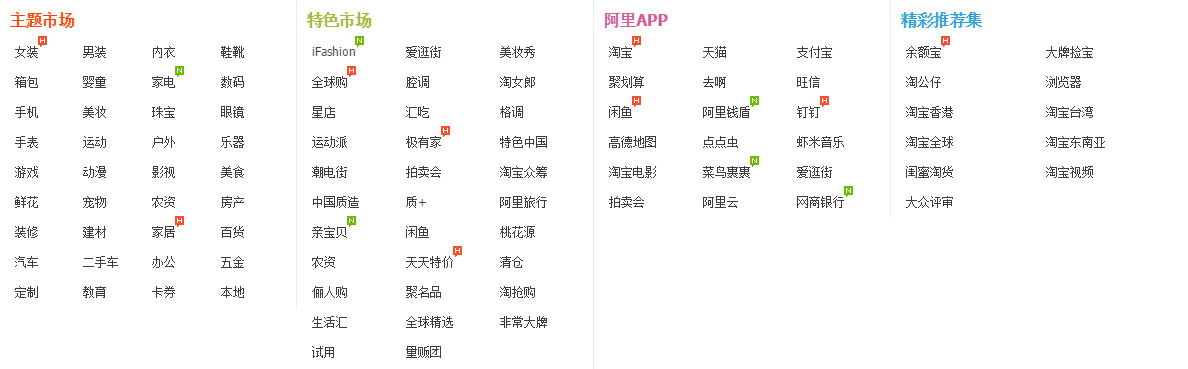 主题市场
女装 H 男装 内衣 鞋靴
箱包 婴童 家电 N 数码
手机 美妆 珠宝 眼镜
手表 运动 户外 乐器
游戏 动漫 影视 美食
鲜花 宠物 农资 房产
装修 建材 家居 H 百货
汽车 二手车 办公 五金
定制 教育 卡券 本地
特色市场
iFashion N 爱逛街 美妆秀
全球购 H 腔调 淘女郎
星店 汇吃 格调
运动派 极有家 H 特色中国
潮电街 拍卖会 淘宝众筹
中国质造 质+ 阿里旅行
亲宝贝 N 闲鱼 桃花源
农资 天天特价 H 清仓
俪人购 聚名品 淘抢购
生活汇 全球精选 非常大牌
试用 量贩团
阿里APP
淘宝 H 天猫 支付宝
聚划算 去啊 旺信
闲鱼 H 阿里钱盾 N 钉钉 H
高德地图 点点虫 虾米音乐
淘宝电影 菜鸟裹裹 N 爱逛街
拍卖会 阿里云 网商银行 N
精彩推荐集
余额宝 H 大牌捡宝
淘公仔 浏览器
淘宝香港 淘宝台湾
淘宝全球 淘宝东南亚
闺蜜淘货 淘宝视频
大众评审